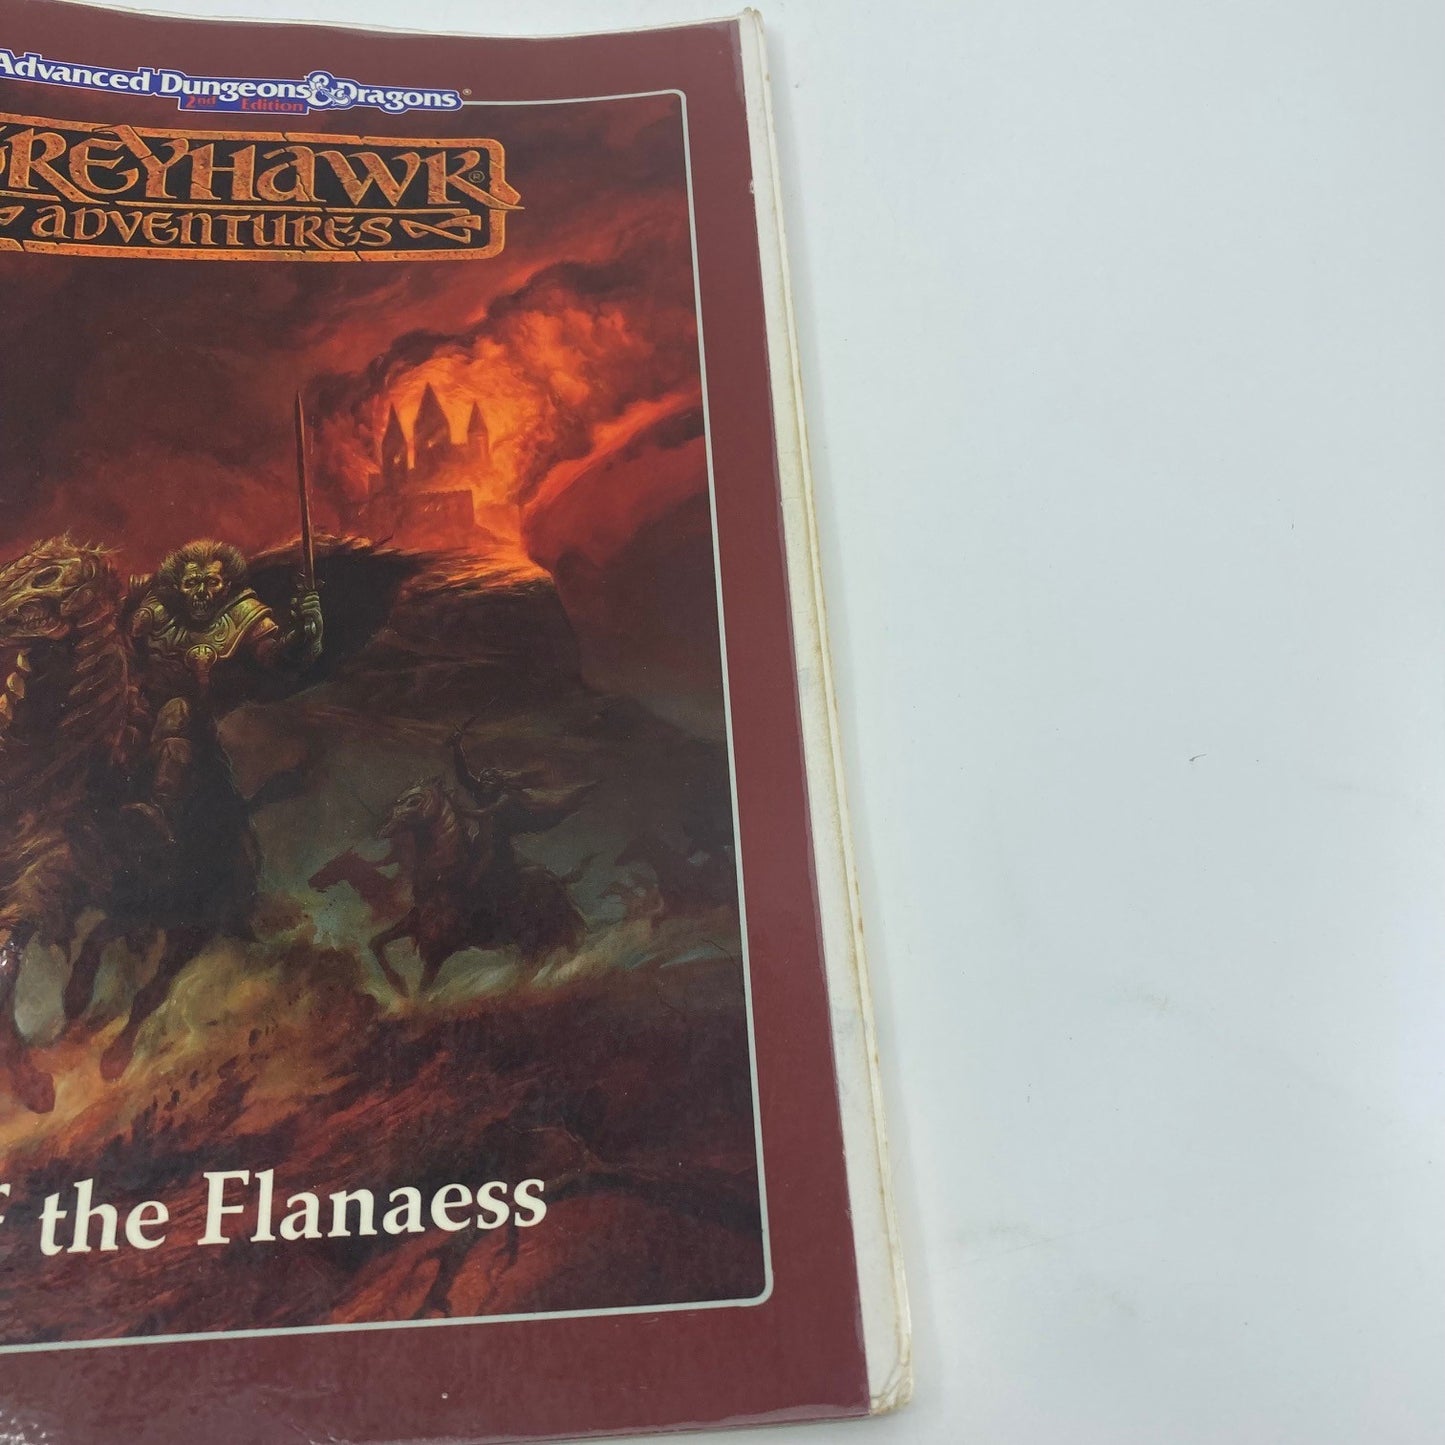 Advanced Dungeons & Dragons®
2nd Edition
GREYHAWK®
ADVENTURES
the Flanaess